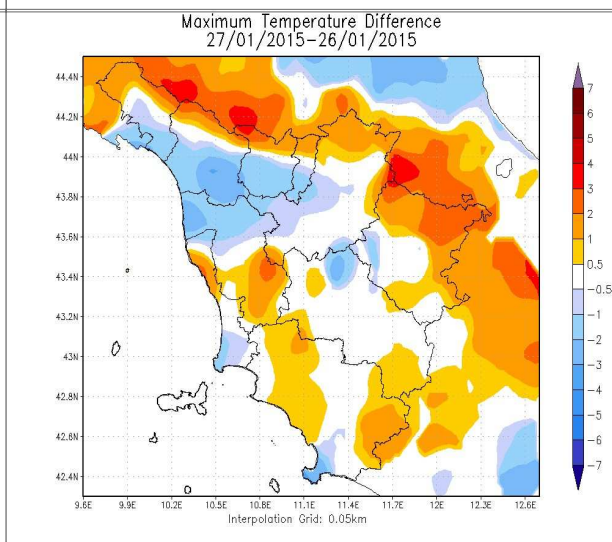 Maximum Temperature Difference
27/01/2015-26/01/2015
44.4N
44.2N
44N
43.8N
43.6N
43.4N
43.2N
43N
42.8N
42.6N
42.4N
9.6E 9.9E 10.2E 10.5E 10.8E 11.1E 11.4E 11.7E 12E 12.3E 12.6E
Interpolation Grid: 0.05km
7
6
5
4
3
2
1
0.5
-0.5
-1
-2
-3
-4
-5
-6
-7